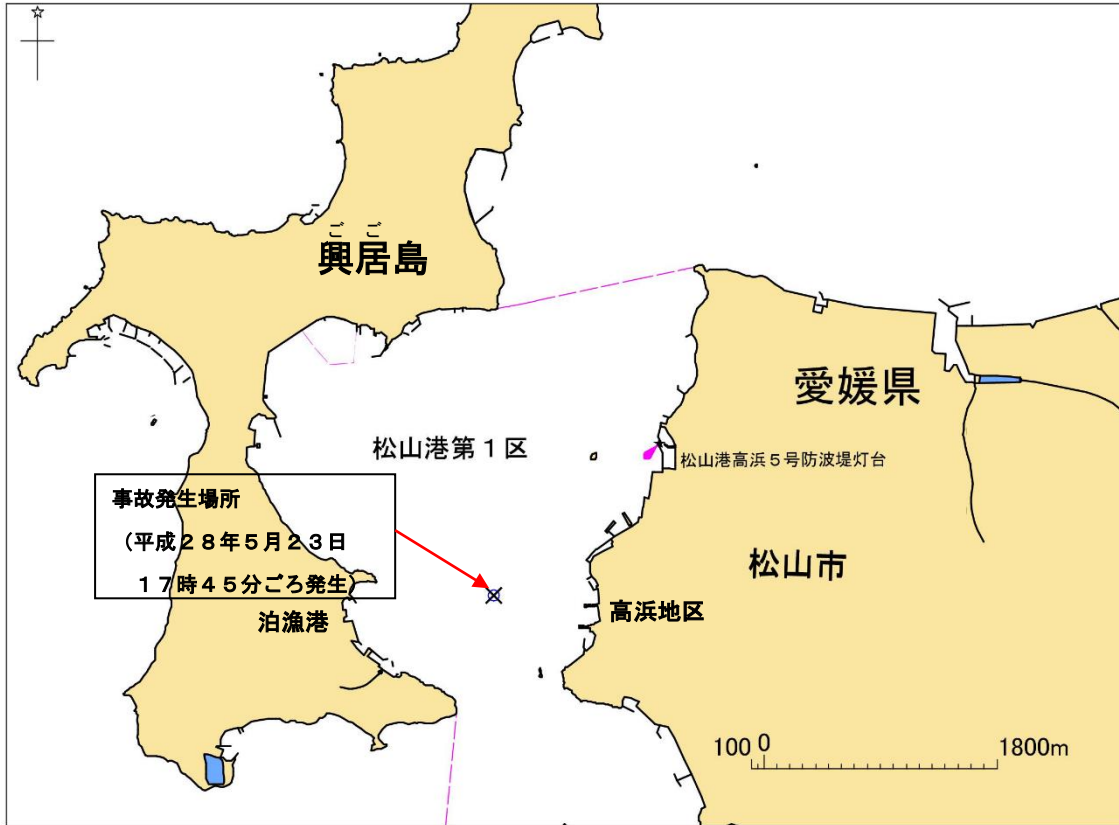 ごご
興居島
愛媛県
松山港第1区
松山港高浜5号防波堤灯台
事故発生場所
(平成28年5月23日
17時45分ごろ発生)
松山市
高浜地区
泊漁港
100 0 1800m